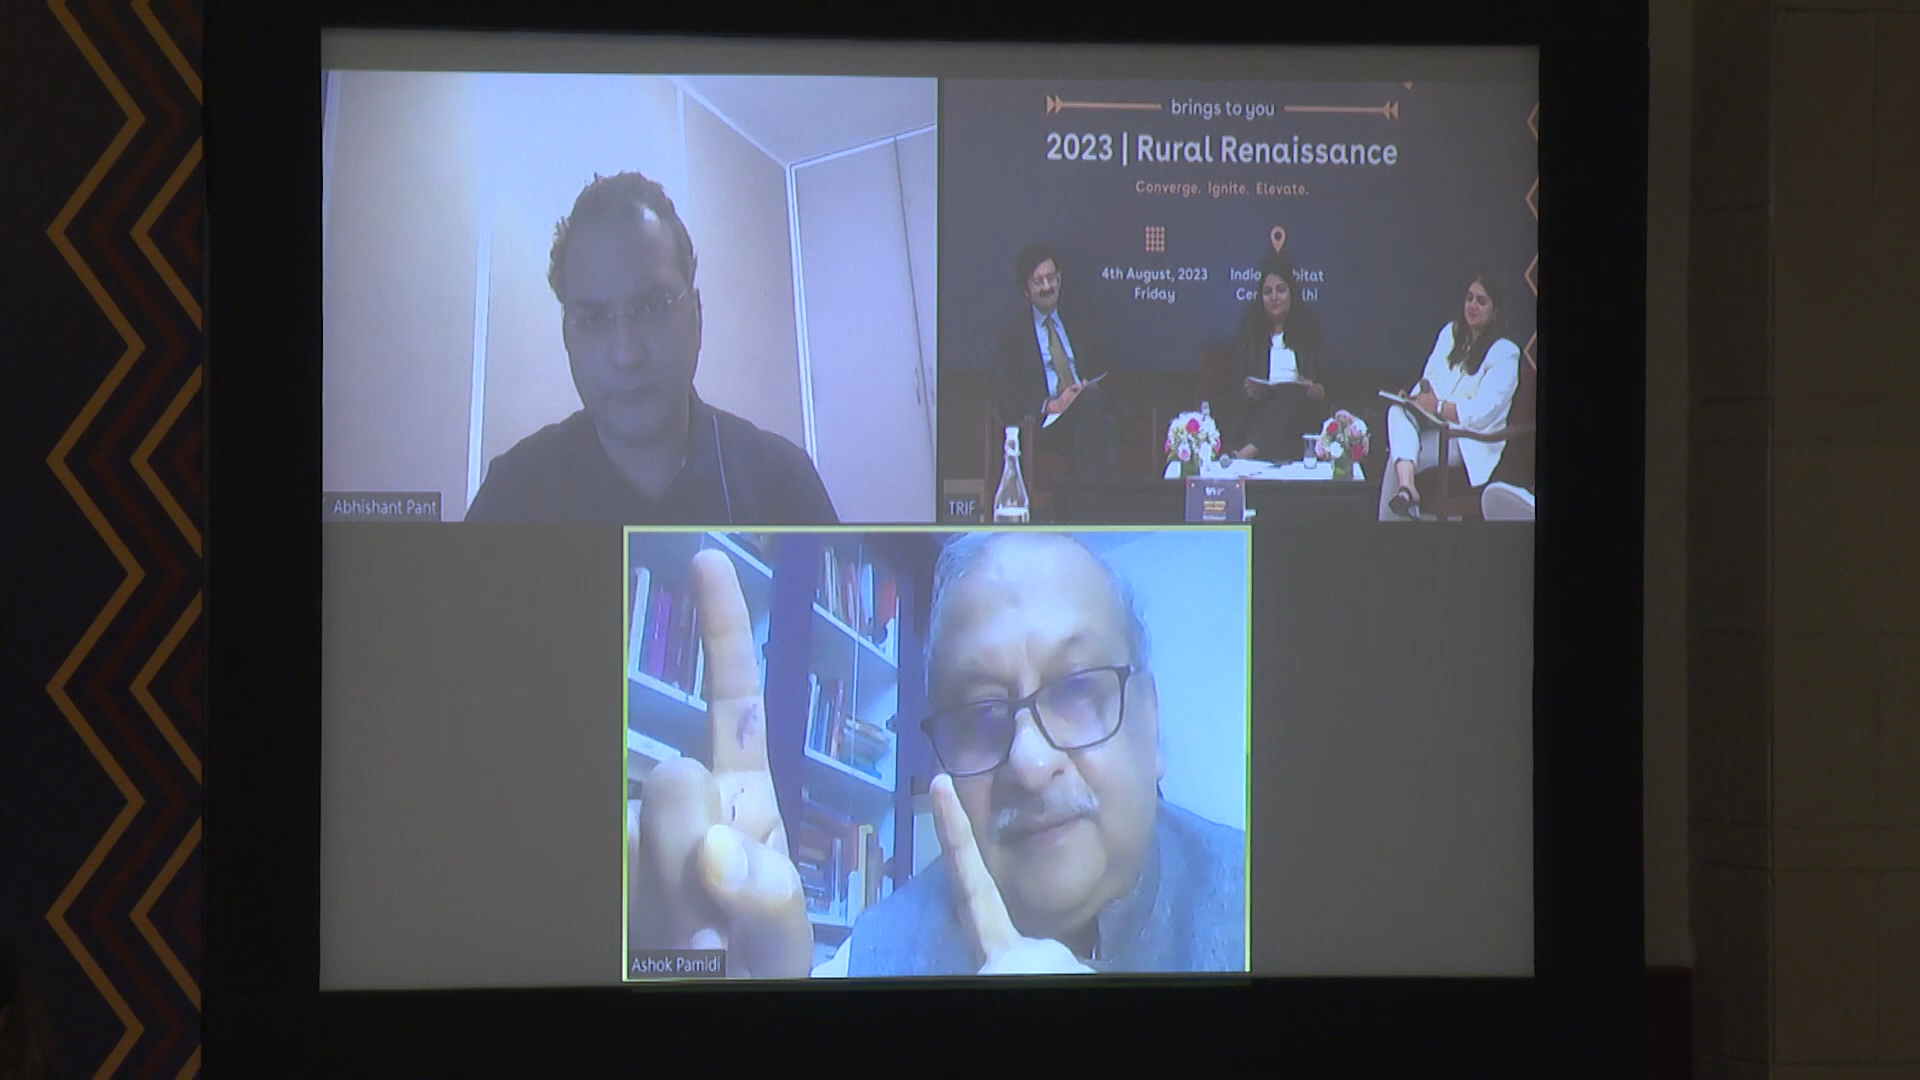 brings to you
2023 | Rural Renaissance
Converge. Ignite. Elevate.
4th August, 2023
Friday
Abhishant Pant
TRIF
Ashok Pamidi